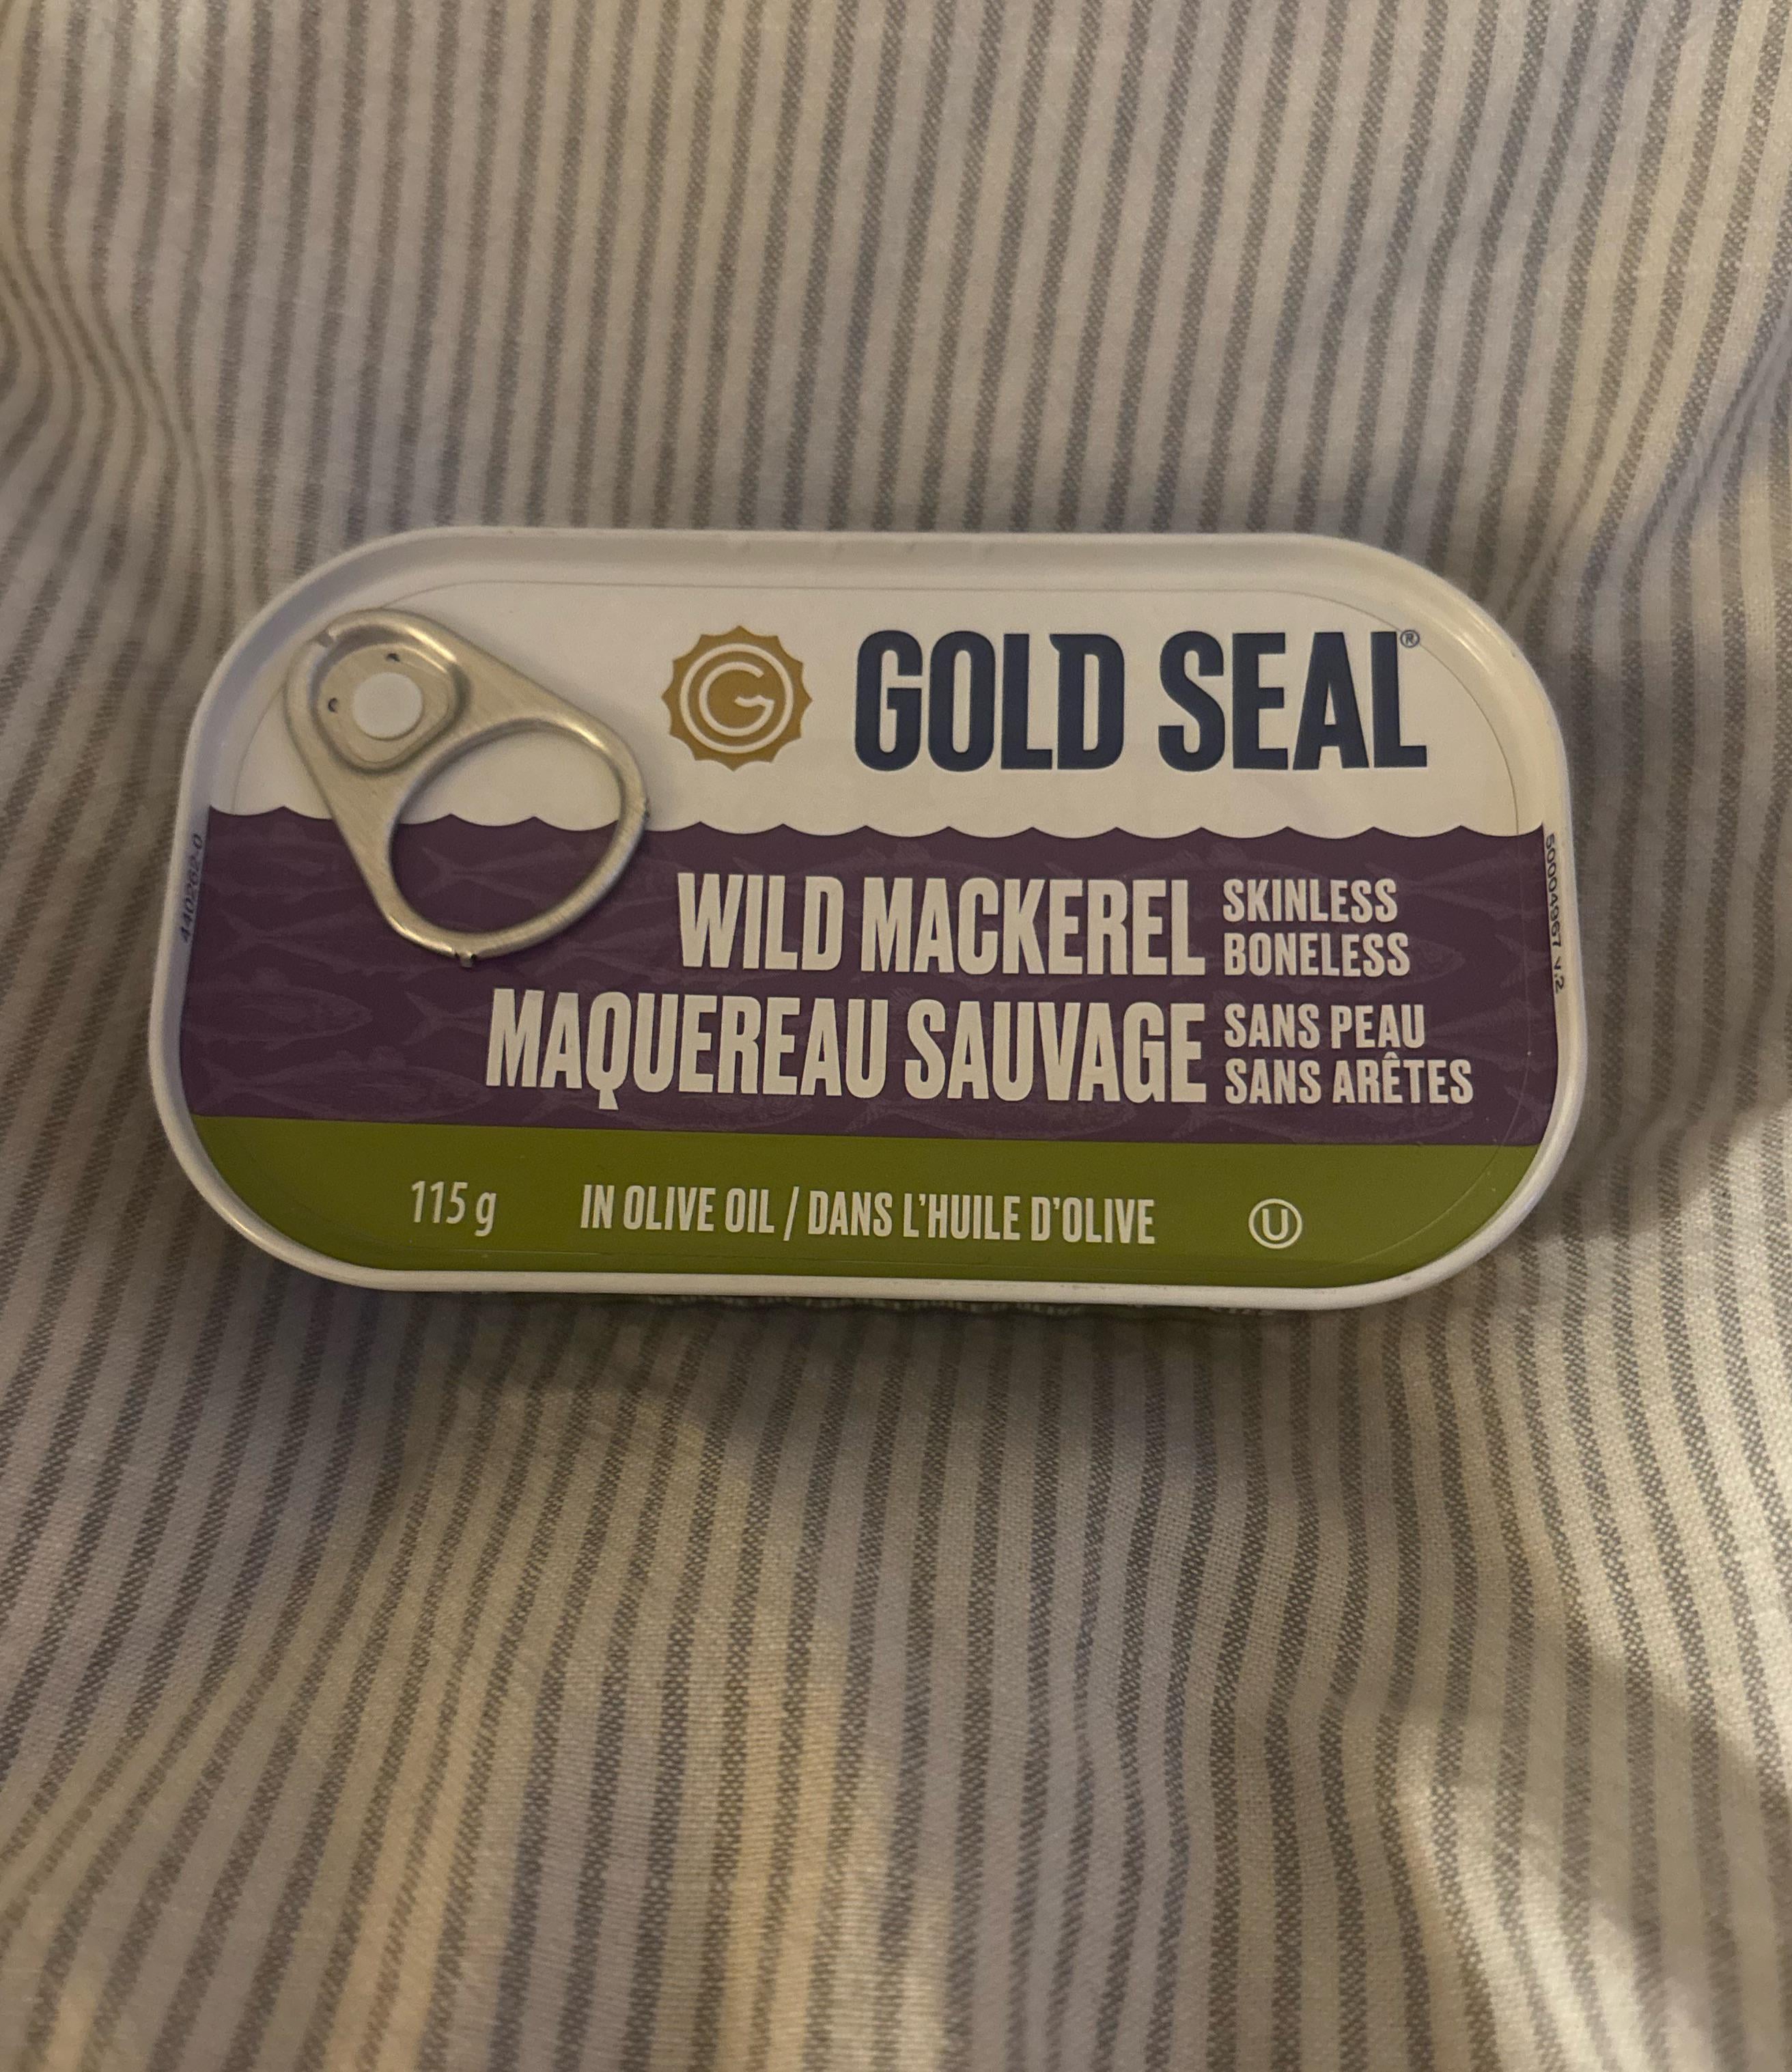 GOLD SEAL®
WILD MACKEREL SKINLESS
BONELESS
MAQUEREAU SAUVAGE SANS PEAU
SANS ARÊTES
115 g IN OLIVE OIL / DANS L'HUILE D'OLIVE U